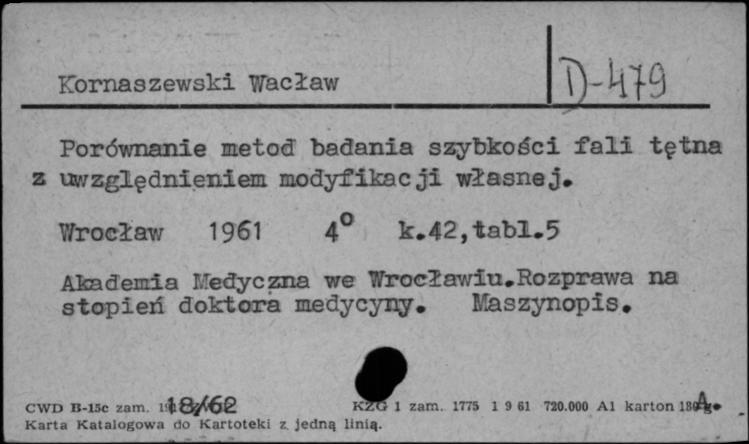 Kornaszewski Wacław
D-479
Porównanie metod badania szybkości fali tętna
z uwzględnieniem modyfikacji własnej.
Wrocław 1961 4° k.42,tabl.5
Akademia Medyczna we Wrocławiu.Rozprawa na
stopień doktora medycyny. Maszynopis.
18/62
CWD B-15c zam. KZG 1 zam. 1775 1 9 61 720.000 A1 karton
Karta Katalogowa do Kartoteki z jedną linią.